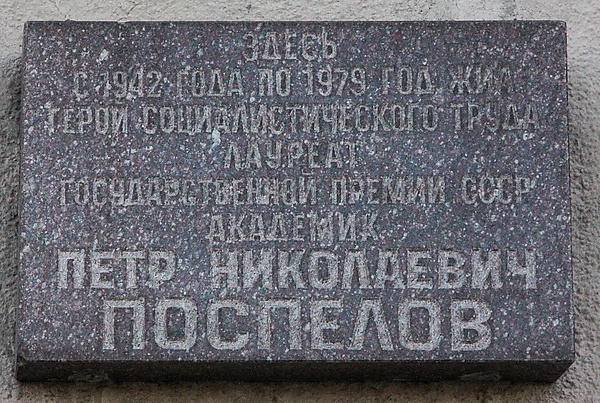 ЗДЕСЬ
С 1942 ГОДА ПО 1979 ГОД ЖИЛ
ГЕРОЙ СОЦИАЛИСТИЧЕСКОГО ТРУДА
ЛАУРЕАТ
ГОСУДАРСТВЕННОЙ ПРЕМИИ СССР
АКАДЕМИК
ПЕТР НИКОЛАЕВИЧ
ПОСПЕЛОВ